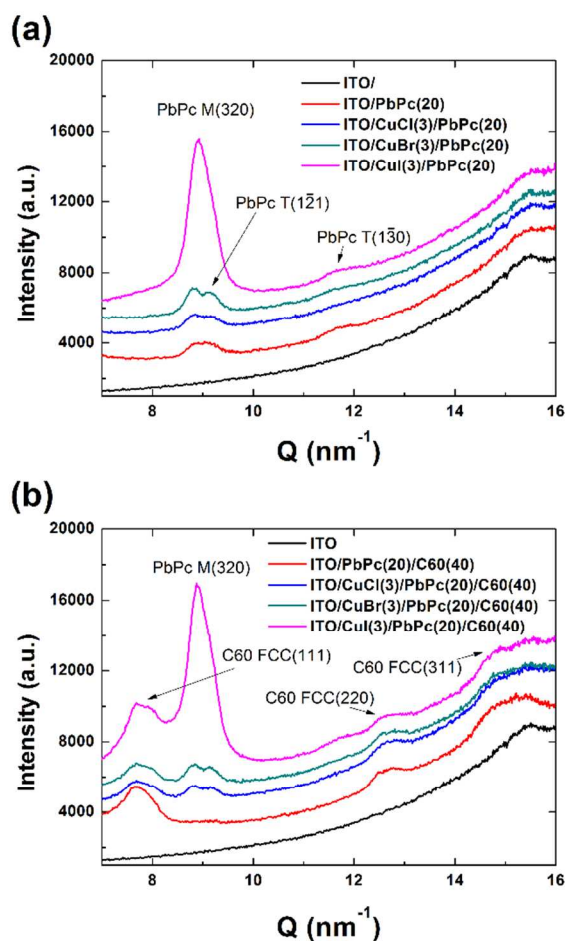 (a)
20000
16000
12000
8000
4000
Intensity (a.u.)
PbPc M(320)
PbPc T(12̅1)
PbPc T(13̅0)
ITO/
ITO/PbPc(20)
ITO/CuCl(3)/PbPc(20)
ITO/CuBr(3)/PbPc(20)
ITO/CuI(3)/PbPc(20)
8 10 12 14 16
Q (nm⁻¹)
(b)
20000
16000
12000
8000
4000
Intensity (a.u.)
PbPc M(320)
C60 FCC(111)
C60 FCC(220)
C60 FCC(311)
ITO
ITO/PbPc(20)/C60(40)
ITO/CuCl(3)/PbPc(20)/C60(40)
ITO/CuBr(3)/PbPc(20)/C60(40)
ITO/CuI(3)/PbPc(20)/C60(40)
8 10 12 14 16
Q (nm⁻¹)